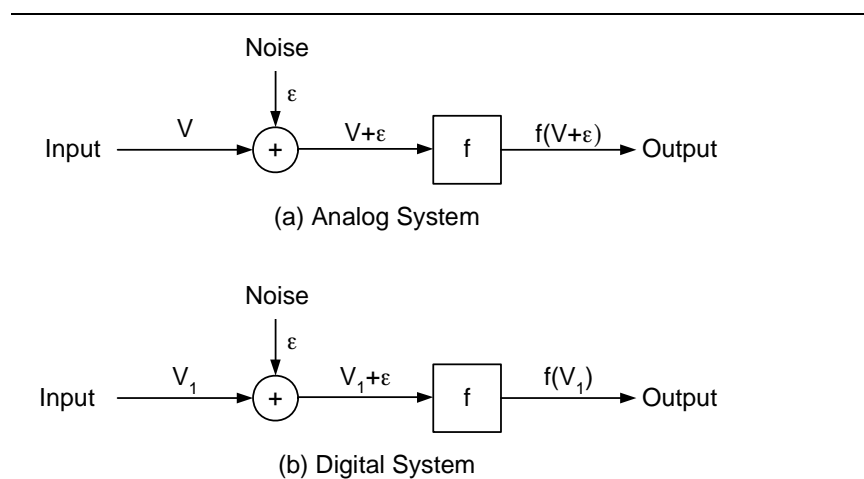 Noise
ε
V V+ε f(V+ε)
Input + f Output
(a) Analog System
Noise
ε
V₁ V₁+ε f(V₁)
Input + f Output
(b) Digital System